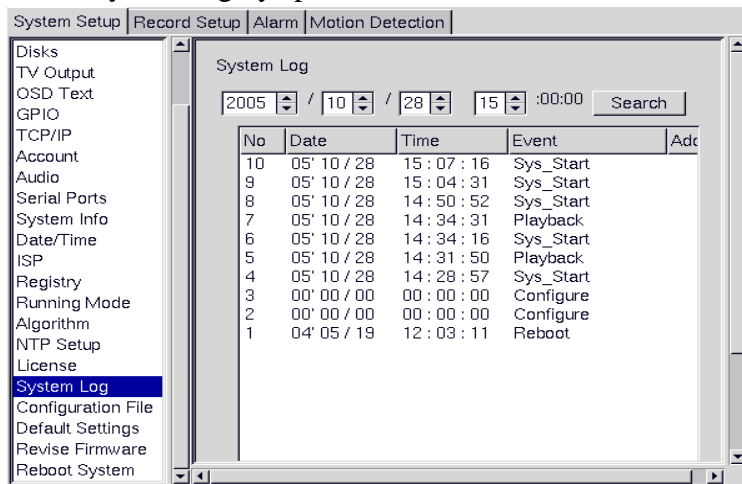 System Setup Record Setup Alarm Motion Detection
Disks
TV Output
OSD Text
GPIO
TCP/IP
Account
Audio
Serial Ports
System Info
Date/Time
ISP
Registry
Running Mode
Algorithm
NTP Setup
License
System Log
Configuration File
Default Settings
Revise Firmware
Reboot System
System Log
2005 / 10 / 28 15 :00:00 Search
No Date Time Event Add
10 05' 10 / 28 15 : 07 : 16 Sys_Start
9 05' 10 / 28 15 : 04 : 31 Sys_Start
8 05' 10 / 28 14 : 50 : 52 Sys_Start
7 05' 10 / 28 14 : 34 : 31 Playback
6 05' 10 / 28 14 : 34 : 16 Sys_Start
5 05' 10 / 28 14 : 31 : 50 Playback
4 05' 10 / 28 14 : 28 : 57 Sys_Start
3 00' 00 / 00 00 : 00 : 00 Configure
2 00' 00 / 00 00 : 00 : 00 Configure
1 04' 05 / 19 12 : 03 : 11 Reboot